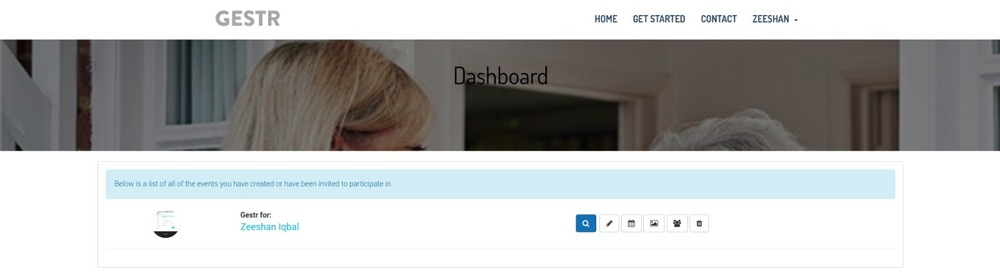 GESTR
HOME GET STARTED CONTACT ZEESHAN
Dashboard
Below is a list of all of the events you have created or have been invited to participate in.
Gestr for:
Zeeshan Iqbal